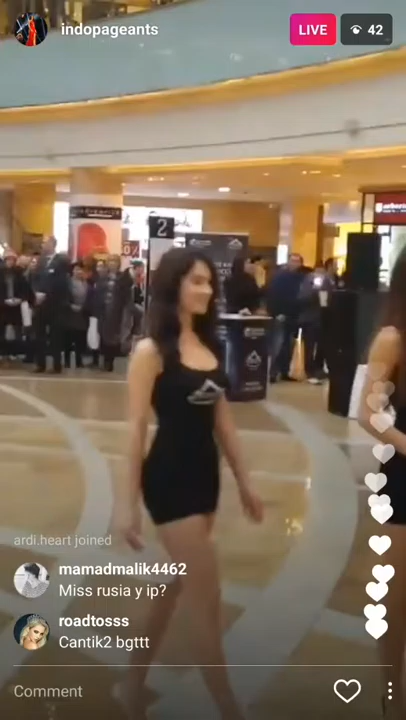 indopageants
LIVE
42
2
ardi.heart joined
mamadmalik4462
Miss rusia y ip?
roadtosss
Cantik2 bgttt
Comment